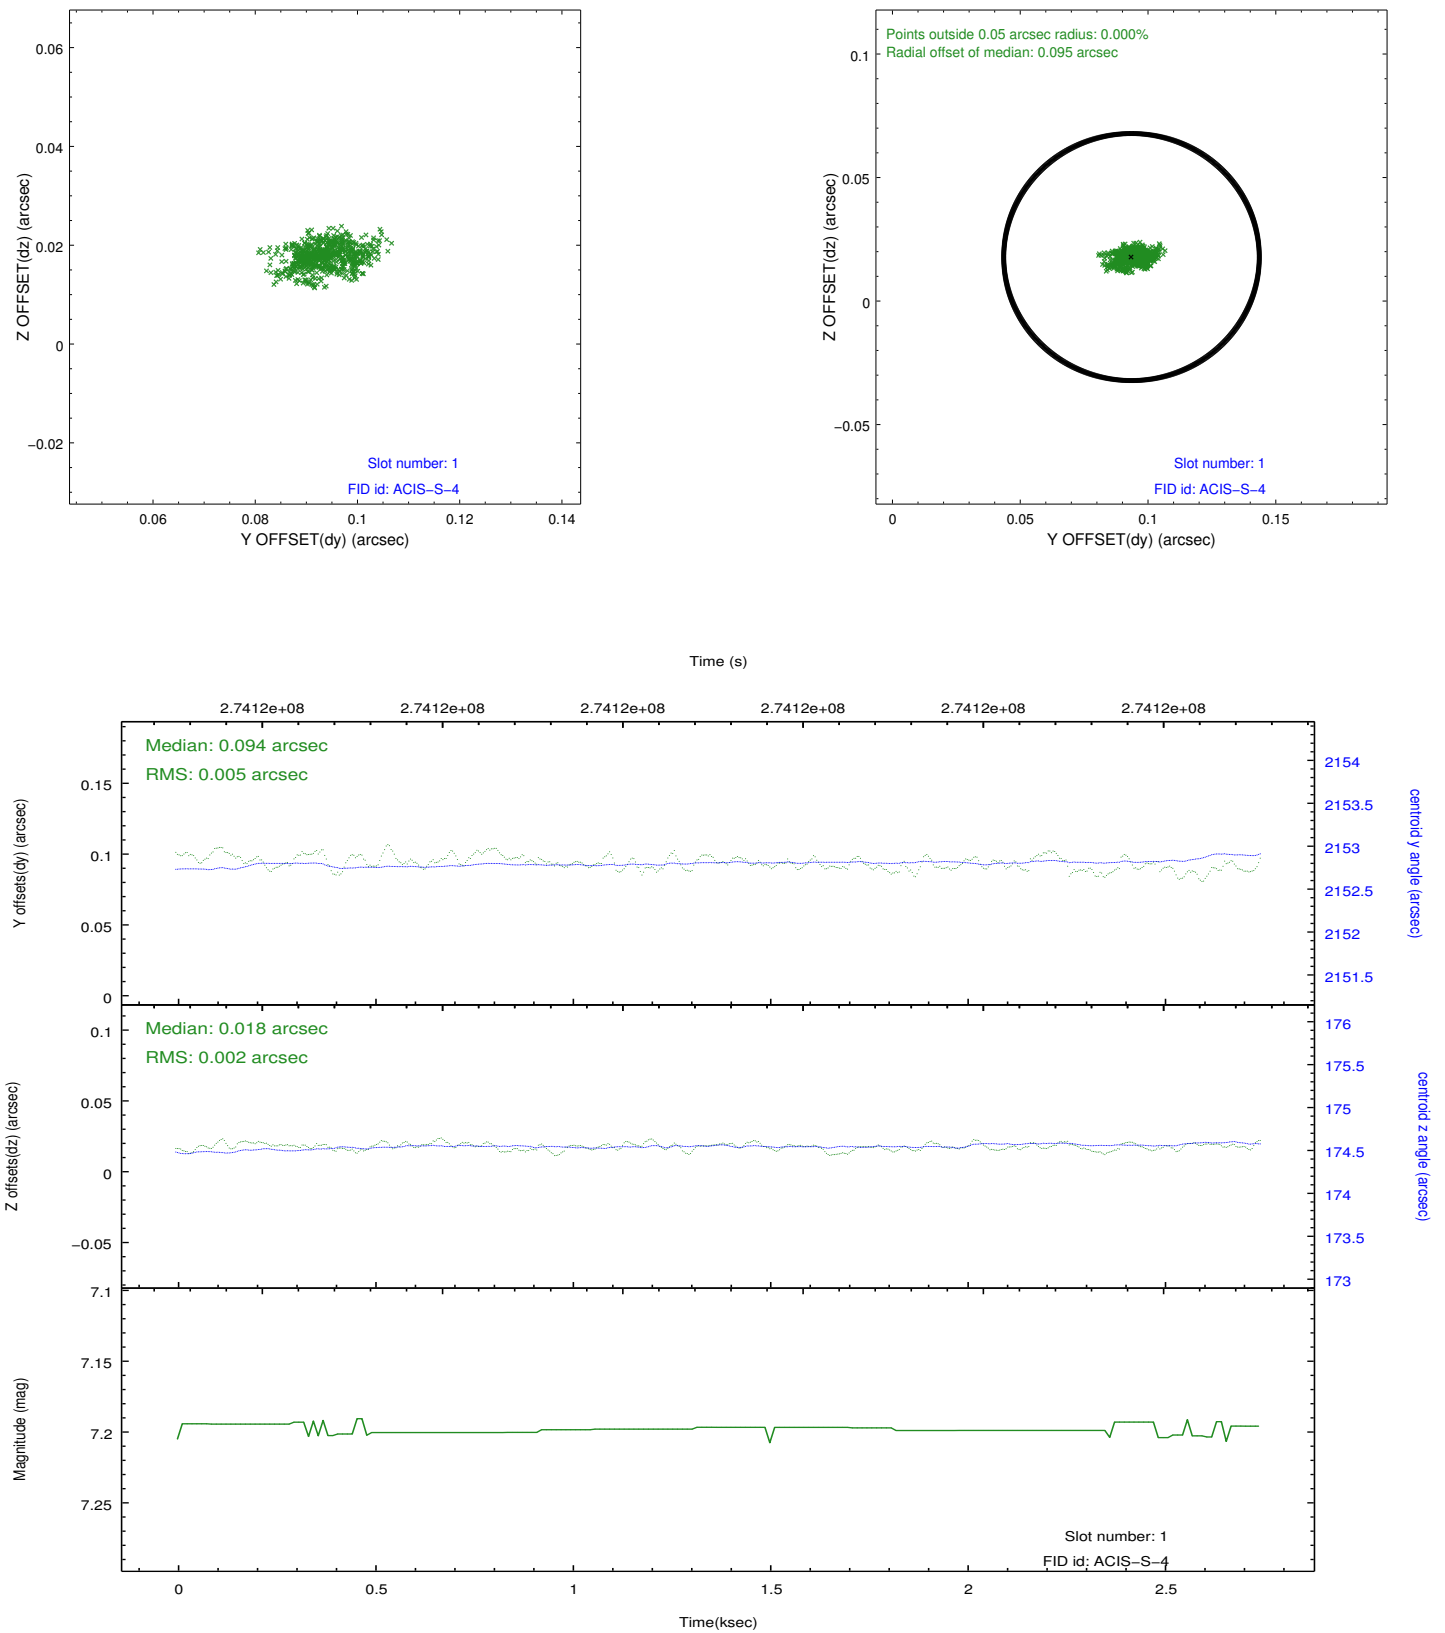 0.06
0.04
0.02
0
−0.02
Z OFFSET(dz) (arcsec)
Slot number: 1
FID id: ACIS−S−4
0.06 0.08 0.1 0.12 0.14
Y OFFSET(dy) (arcsec)
Points outside 0.05 arcsec radius: 0.000%
Radial offset of median: 0.095 arcsec
0.1
0.05
0
−0.05
Z OFFSET(dz) (arcsec)
Slot number: 1
FID id: ACIS−S−4
0 0.05 0.1 0.15
Y OFFSET(dy) (arcsec)
Time (s)
2.7412e+08 2.7412e+08 2.7412e+08 2.7412e+08 2.7412e+08 2.7412e+08
Median: 0.094 arcsec
RMS: 0.005 arcsec
0.15
0.1
0.05
0
Y offsets(dy) (arcsec)
2154
2153.5
2153
2152.5
2152
2151.5
centroid y angle (arcsec)
Median: 0.018 arcsec
RMS: 0.002 arcsec
0.1
0.05
0
−0.05
Z offsets(dz) (arcsec)
176
175.5
175
174.5
174
173.5
173
centroid z angle (arcsec)
7.1
7.15
7.2
7.25
Magnitude (mag)
Slot number: 1
FID id: ACIS−S−4
0 0.5 1 1.5 2 2.5
Time(ksec)